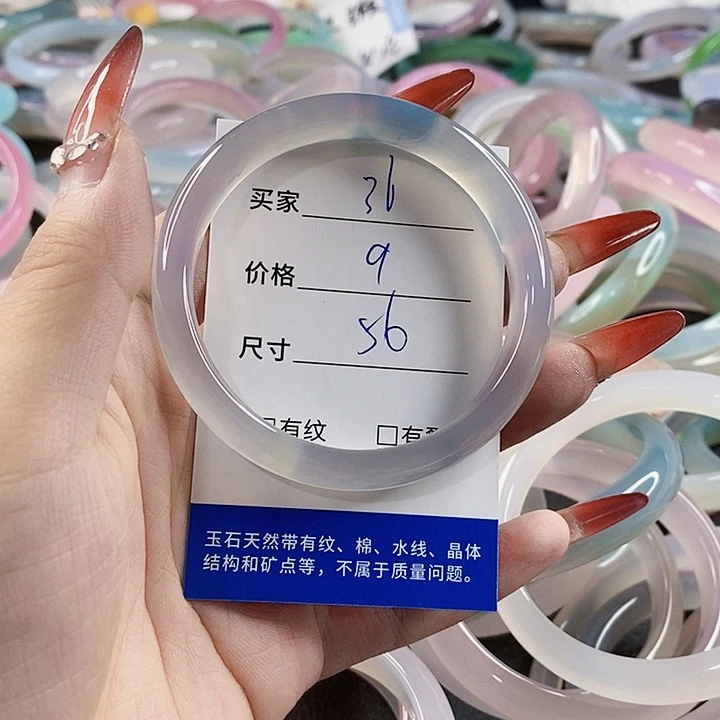 买家 31
价格 9
尺寸 56
有纹 □有
玉石天然带有纹、棉、水线、晶体
结构和矿点等，不属于质量问题。